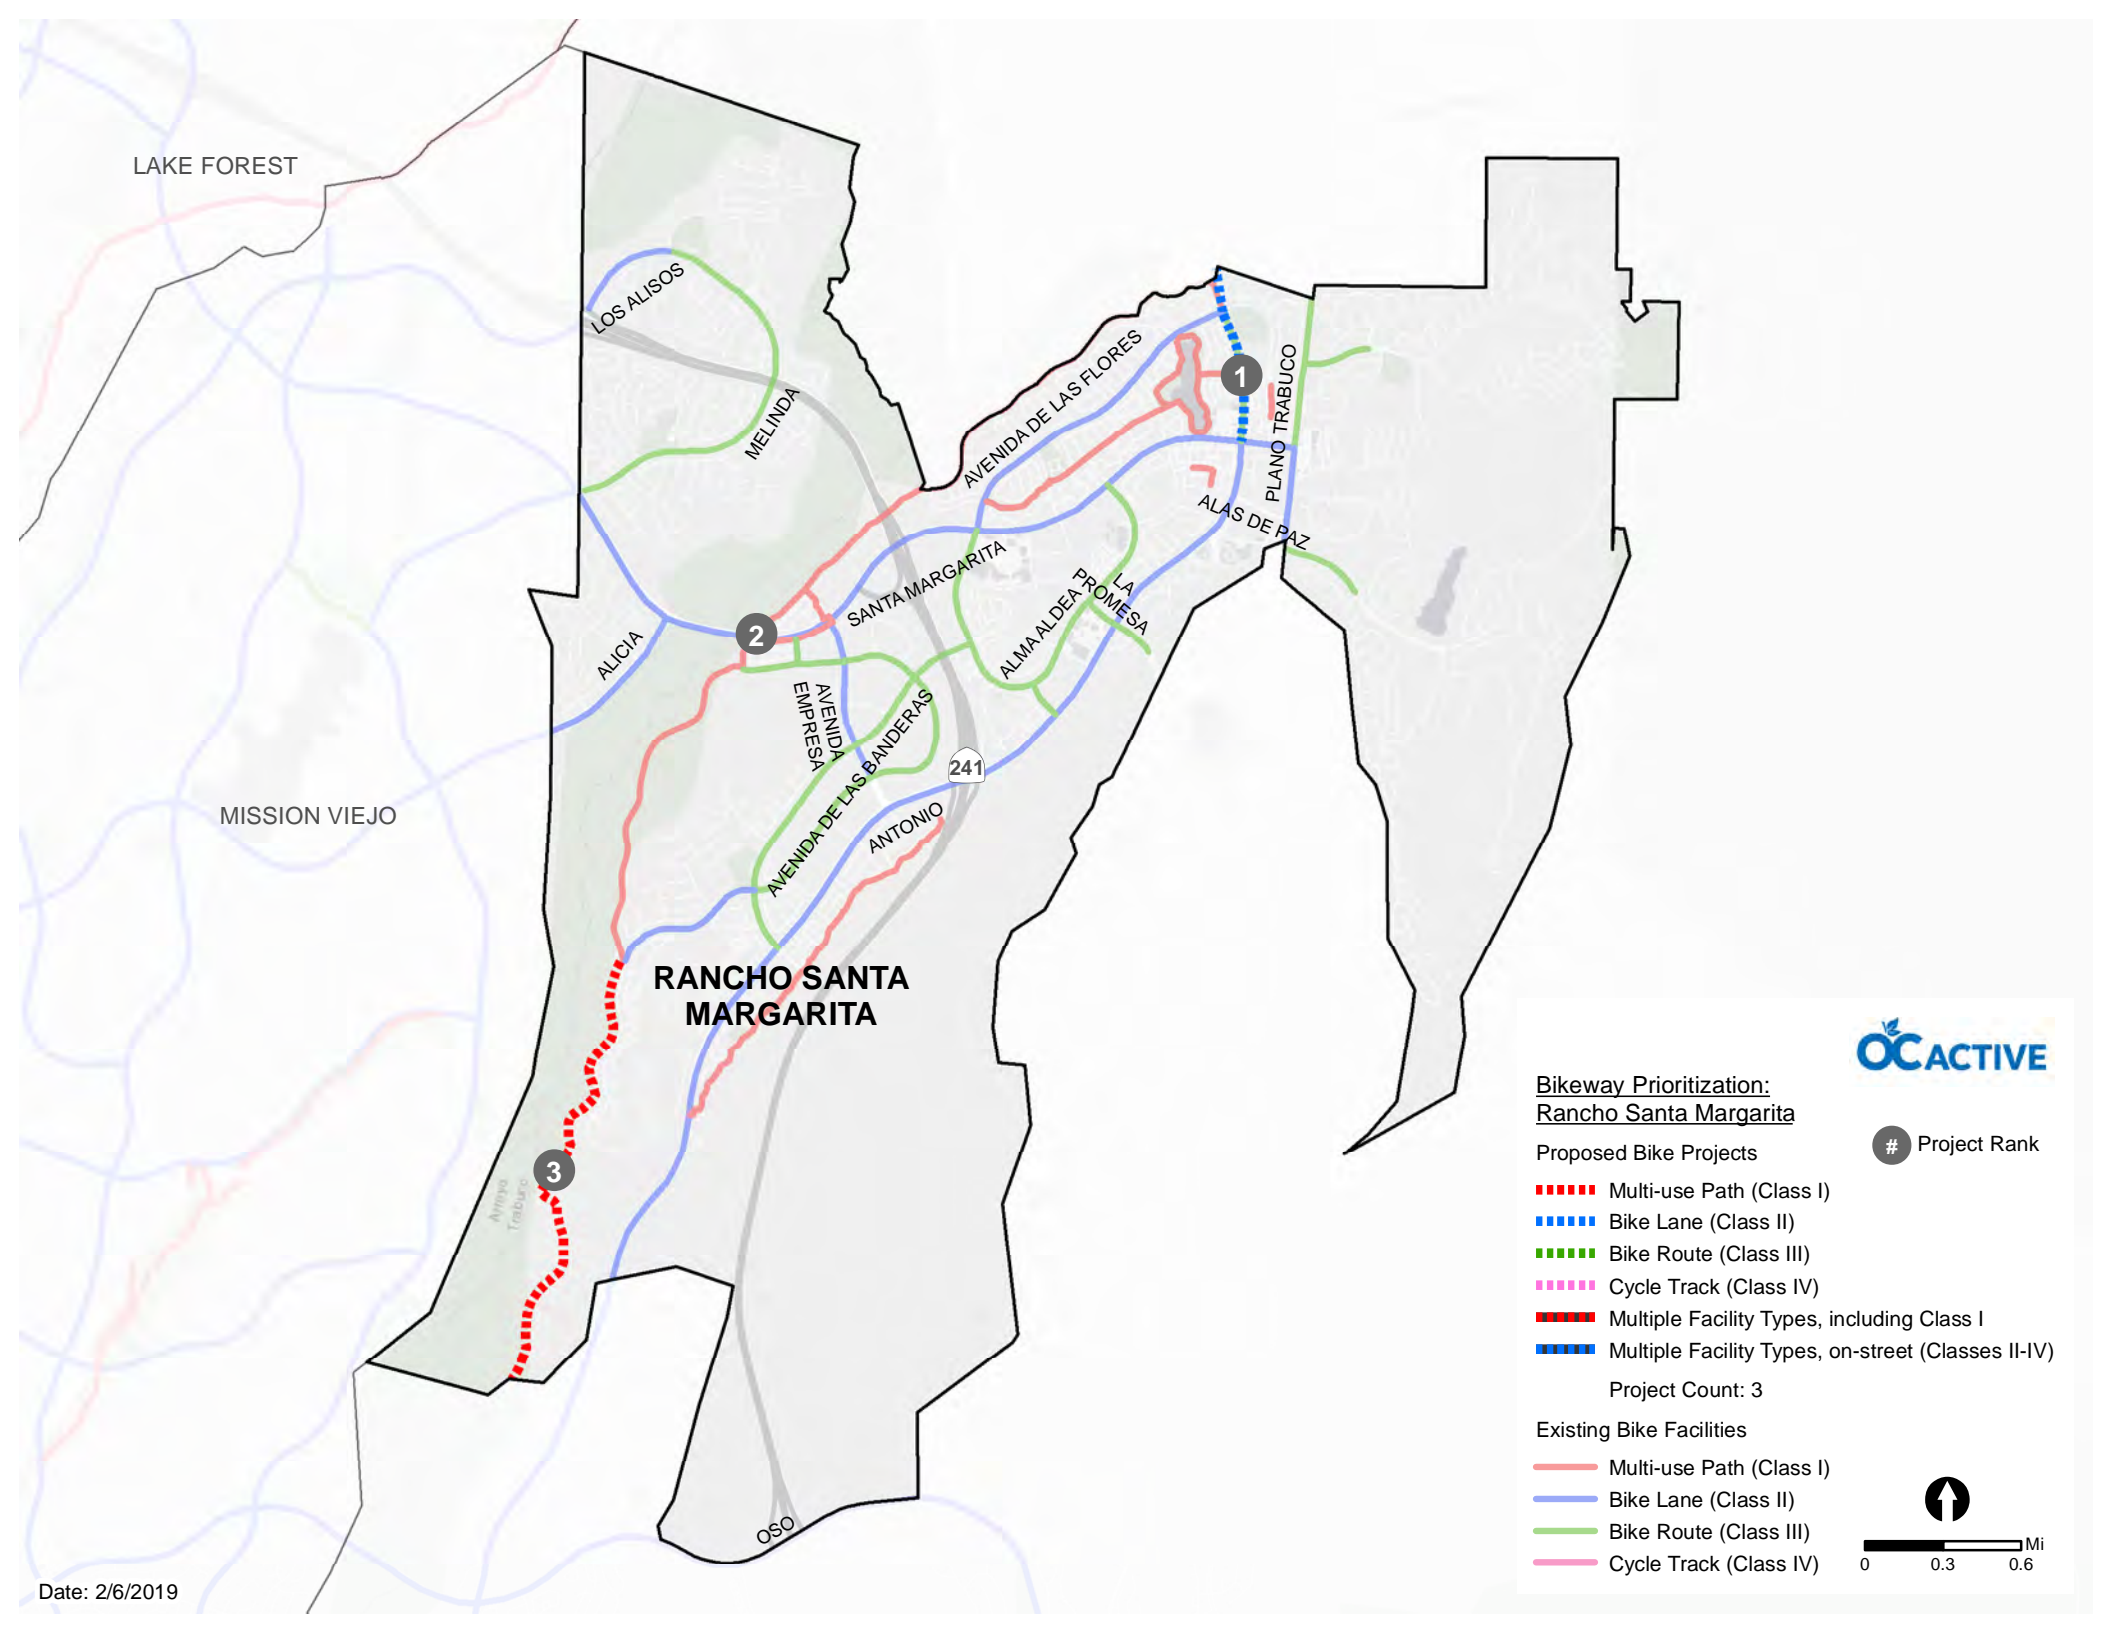 LAKE FOREST
LOS ALISOS
MELINDA
AVENIDA DE LAS FLORES
1
PLANO TRABUCO
ALAS DE PAZ
SANTA MARGARITA
LA
PROMESA
ALMA ALDEA
2
ALICIA
AVENIDA
EMPRESA
AVENIDA DE LAS BANDERAS
241
ANTONIO
MISSION VIEJO
RANCHO SANTA
MARGARITA
3
Arroyo
Trabuco
OSO
OC ACTIVE
Bikeway Prioritization:
Rancho Santa Margarita
# Project Rank
Proposed Bike Projects
Multi-use Path (Class I)
Bike Lane (Class II)
Bike Route (Class III)
Cycle Track (Class IV)
Multiple Facility Types, including Class I
Multiple Facility Types, on-street (Classes II-IV)
Project Count: 3
Existing Bike Facilities
Multi-use Path (Class I)
Bike Lane (Class II)
Bike Route (Class III)
Cycle Track (Class IV)
Mi
0 0.3 0.6
Date: 2/6/2019